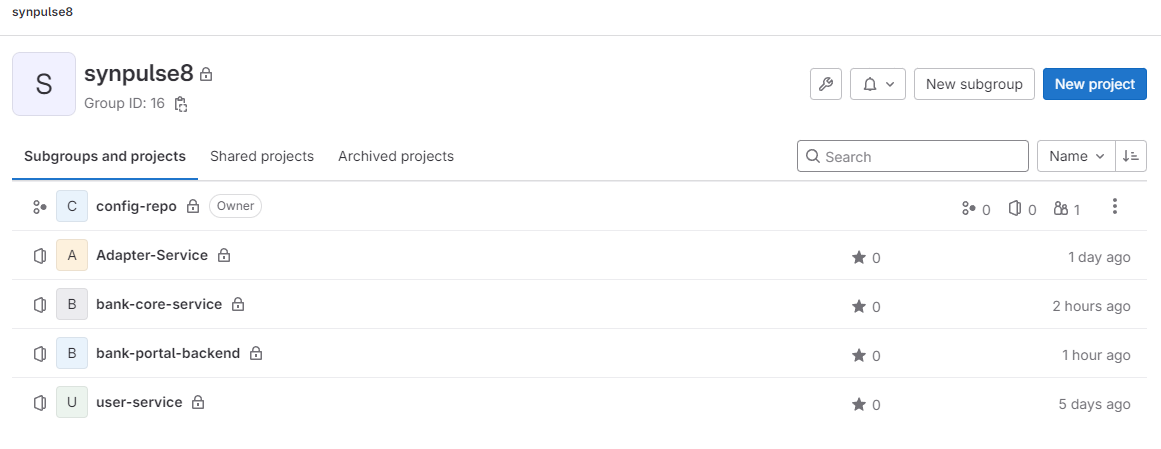 synpulse8
S
synpulse8
Group ID: 16
New subgroup
New project
Subgroups and projects
Shared projects
Archived projects
Search
Name
C config-repo Owner 0 0 1
A Adapter-Service 0 1 day ago
B bank-core-service 0 2 hours ago
B bank-portal-backend 0 1 hour ago
U user-service 0 5 days ago